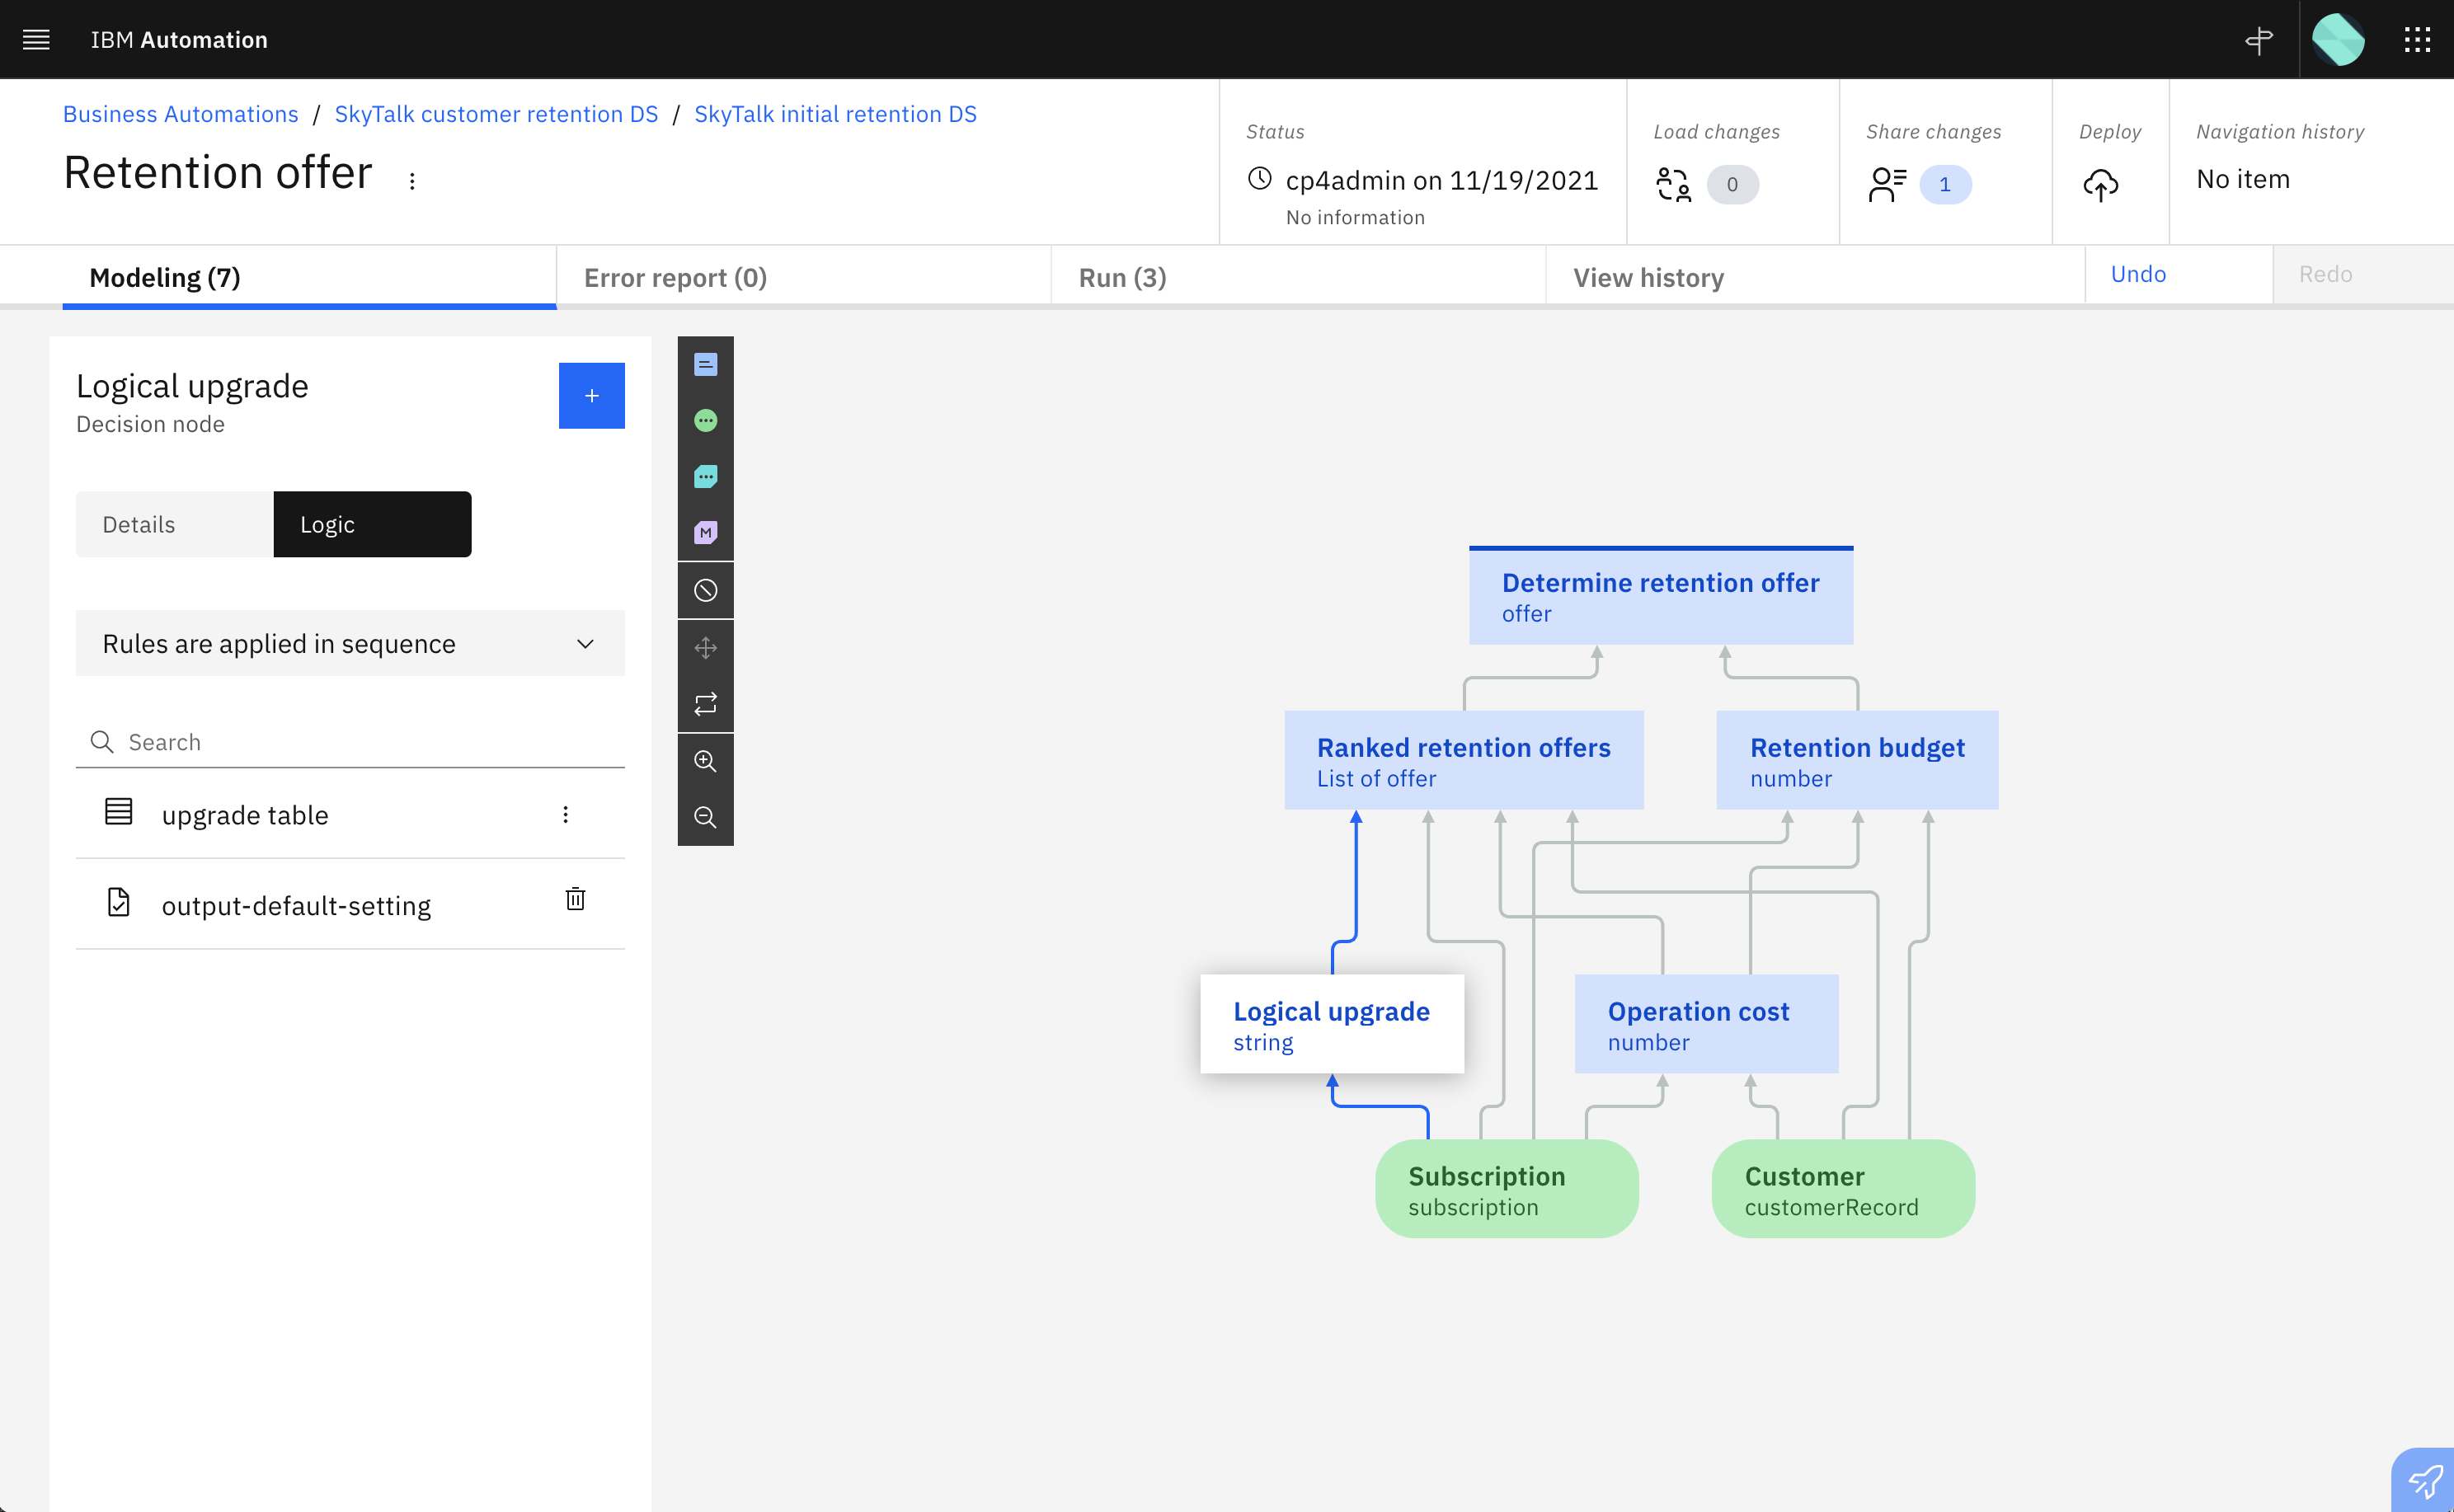 IBM Automation
Business Automations / SkyTalk customer retention DS / SkyTalk initial retention DS
Retention offer
Status
cp4admin on 11/19/2021
No information
Load changes
0
Share changes
1
Deploy
Navigation history
No item
Modeling (7)
Error report (0)
Run (3)
View history
Undo
Redo
Logical upgrade
Decision node
+
Details
Logic
Rules are applied in sequence
Search
upgrade table
output-default-setting
M
Determine retention offer
offer
Ranked retention offers
List of offer
Retention budget
number
Logical upgrade
string
Operation cost
number
Subscription
subscription
Customer
customerRecord